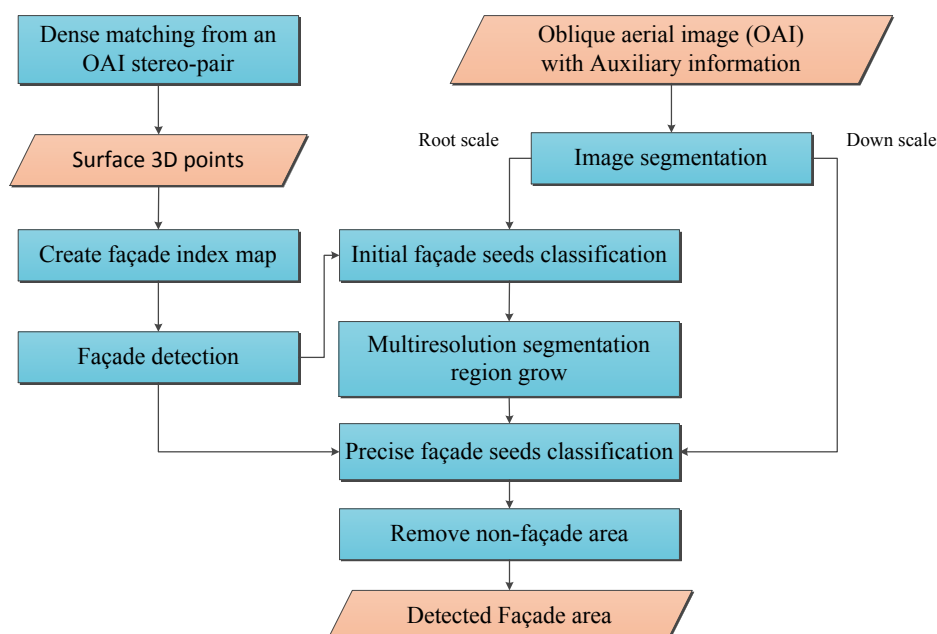 Dense matching from an
OAI stereo-pair
Oblique aerial image (OAI)
with Auxiliary information
Root scale
Down scale
Surface 3D points
Image segmentation
Create façade index map
Initial façade seeds classification
Façade detection
Multiresolution segmentation
region grow
Precise façade seeds classification
Remove non-façade area
Detected Façade area